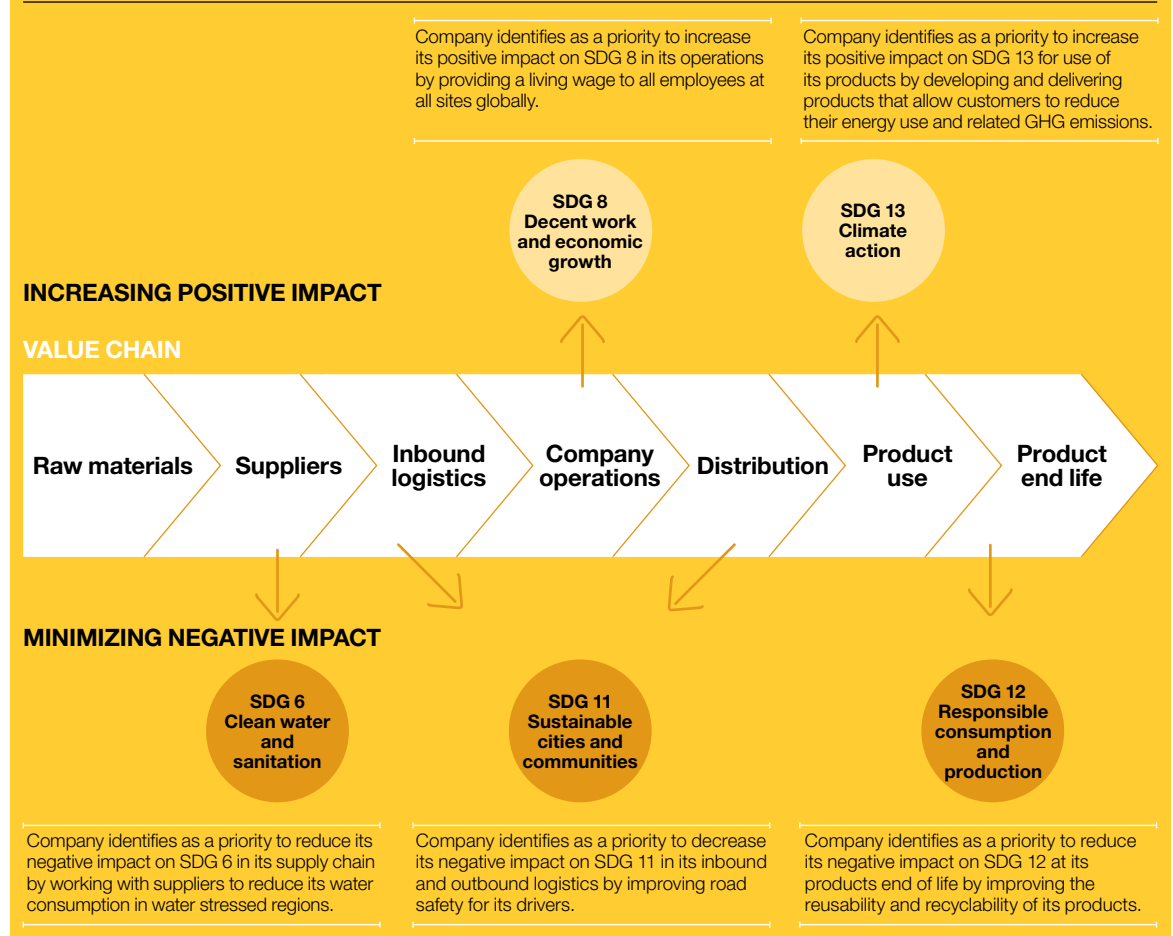 Company identifies as a priority to increase
its positive impact on SDG 8 in its operations
by providing a living wage to all employees at
all sites globally.
Company identifies as a priority to increase
its positive impact on SDG 13 for use of
its products by developing and delivering
products that allow customers to reduce
their energy use and related GHG emissions.
SDG 8
Decent work
and economic
growth
SDG 13
Climate
action
INCREASING POSITIVE IMPACT
VALUE CHAIN
Raw materials
Suppliers
Inbound
logistics
Company
operations
Distribution
Product
use
Product
end life
MINIMIZING NEGATIVE IMPACT
SDG 6
Clean water
and
sanitation
SDG 11
Sustainable
cities and
communities
SDG 12
Responsible
consumption
and
production
Company identifies as a priority to reduce its
negative impact on SDG 6 in its supply chain
by working with suppliers to reduce its water
consumption in water stressed regions.
Company identifies as a priority to decrease
its negative impact on SDG 11 in its inbound
and outbound logistics by improving road
safety for its drivers.
Company identifies as a priority to reduce
its negative impact on SDG 12 at its
products end of life by improving the
reusability and recyclability of its products.